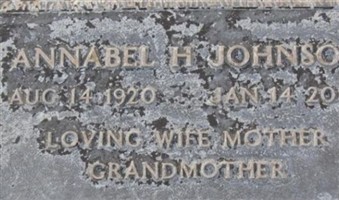 ANNABEL H JOHNSO
AUG 14 1920 JAN 14 20
LOVING WIFE MOTHER
GRANDMOTHER